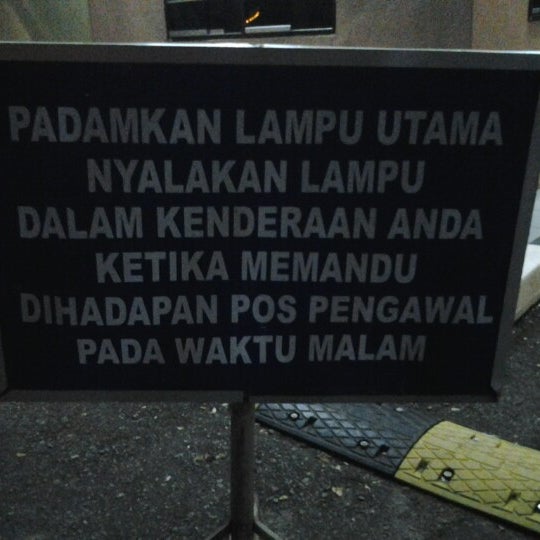 PADAMKAN LAMPU UTAMA
NYALAKAN LAMPU
DALAM KENDERAAN ANDA
KETIKA MEMANDU
DIHADAPAN POS PENGAWAL
PADA WAKTU MALAM